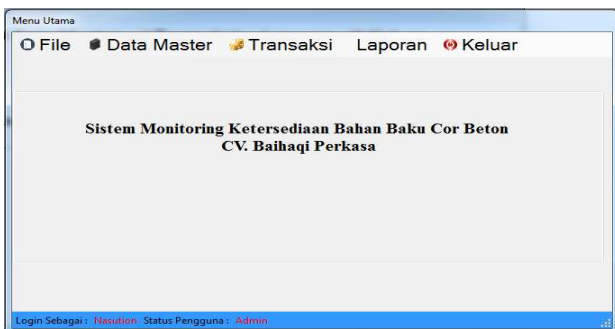 Menu Utama
File Data Master Transaksi Laporan Keluar
Sistem Monitoring Ketersediaan Bahan Baku Cor Beton
CV. Baihaqi Perkasa
Login Sebagai : Nasution Status Pengguna : Admin